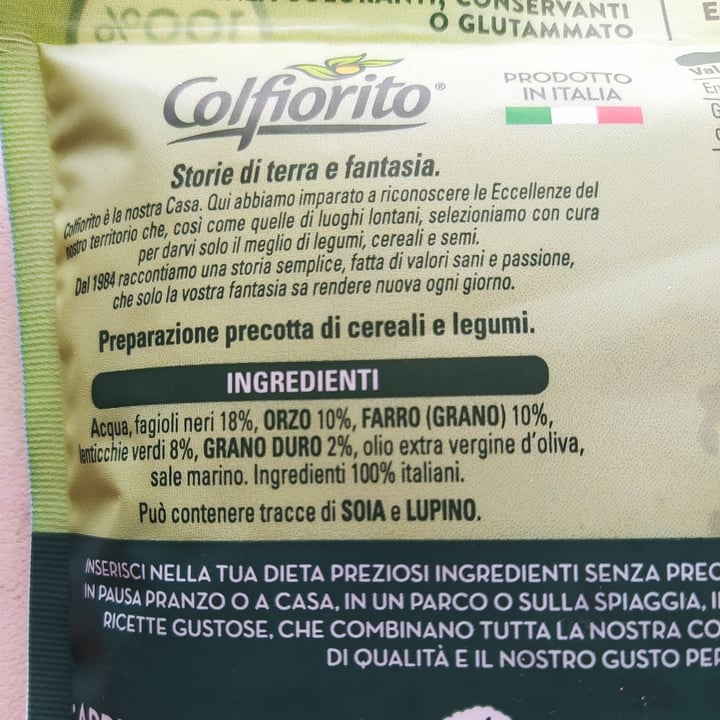 COLORANTI, CONSERVANTI
O GLUTAMMATO
100%
Colfiorito®
PRODOTTO
IN ITALIA
Storie di terra e fantasia.
Colfiorito è la nostra Casa. Qui abbiamo imparato a riconoscere le Eccellenze del
nostro territorio che, così come quelle di luoghi lontani, selezioniamo con cura
per darvi solo il meglio di legumi, cereali e semi.
Dal 1984 raccontiamo una storia semplice, fatta di valori sani e passione,
che solo la vostra fantasia sa rendere nuova ogni giorno.
Preparazione precotta di cereali e legumi.
INGREDIENTI
Acqua, fagioli neri 18%, ORZO 10%, FARRO (GRANO) 10%,
lenticchie verdi 8%, GRANO DURO 2%, olio extra vergine d'oliva,
sale marino. Ingredienti 100% italiani.
Può contenere tracce di SOIA e LUPINO.
INSERISCI NELLA TUA DIETA PREZIOSI INGREDIENTI SENZA PREC
IN PAUSA PRANZO O A CASA, IN UN PARCO O SULLA SPIAGGIA, I
RICETTE GUSTOSE, CHE COMBINANO TUTTA LA NOSTRA CO
DI QUALITÀ E IL NOSTRO GUSTO PER